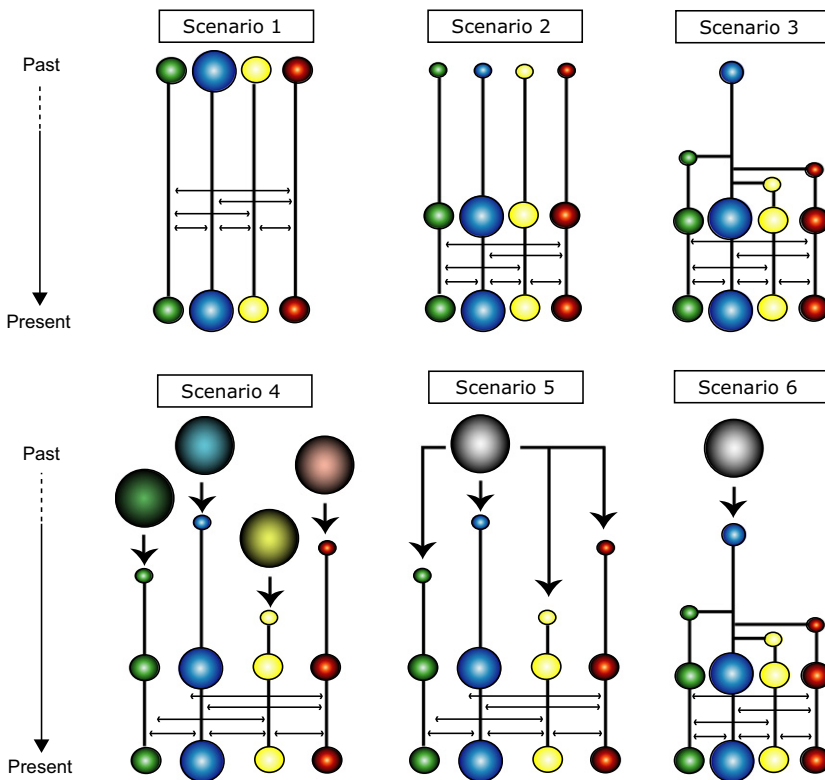 Scenario 1
Scenario 2
Scenario 3
Past
Present
Scenario 4
Scenario 5
Scenario 6
Past
Present